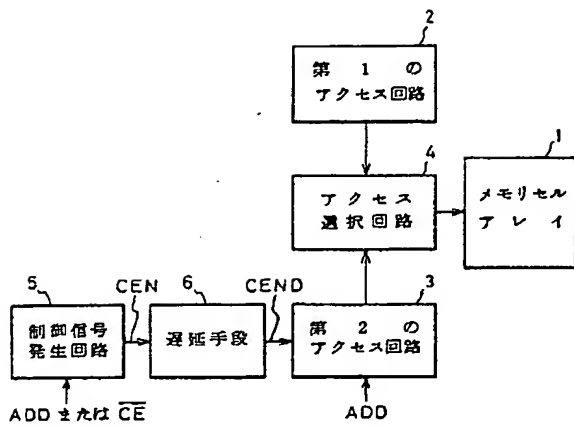 2
第 1 の
アクセス回路
4
1
アクセス
選択回路
メモリセル
アレイ
5
CEN
6
CEND
3
制御信号
発生回路
遅延手段
第 2 の
アクセス回路
ADD または C̅E̅
ADD